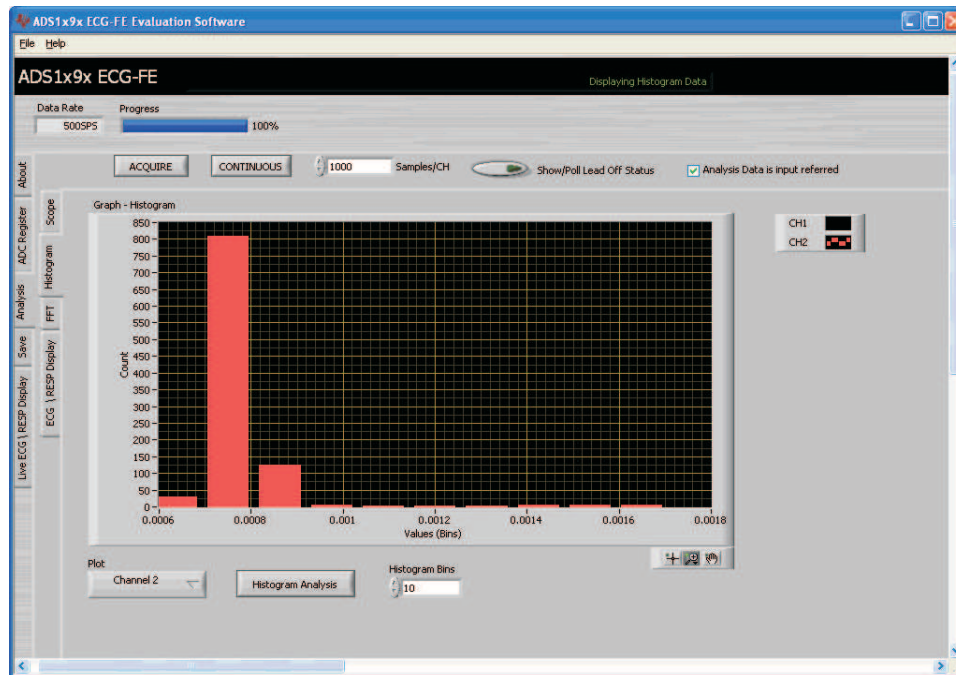 ADS1x9x ECG-FE Evaluation Software
File Help
ADS1x9x ECG-FE
Displaying Histogram Data
Data Rate
Progress
500SPS
100%
ACQUIRE
CONTINUOUS
1000
Samples/CH
Show/Poll Lead Off Status
Analysis Data is input referred
About
ADC Register
Analysis
Save
Live ECG \ RESP Display
Scope
Histogram
FFT
ECG \ RESP Display
Graph - Histogram
CH1
CH2
850
800
750
700
650
600
550
500
450
400
350
300
250
200
150
100
50
0
Count
0.0006 0.0008 0.001 0.0012 0.0014 0.0016 0.0018
Values (Bins)
Plot
Channel 2
Histogram Analysis
Histogram Bins
10